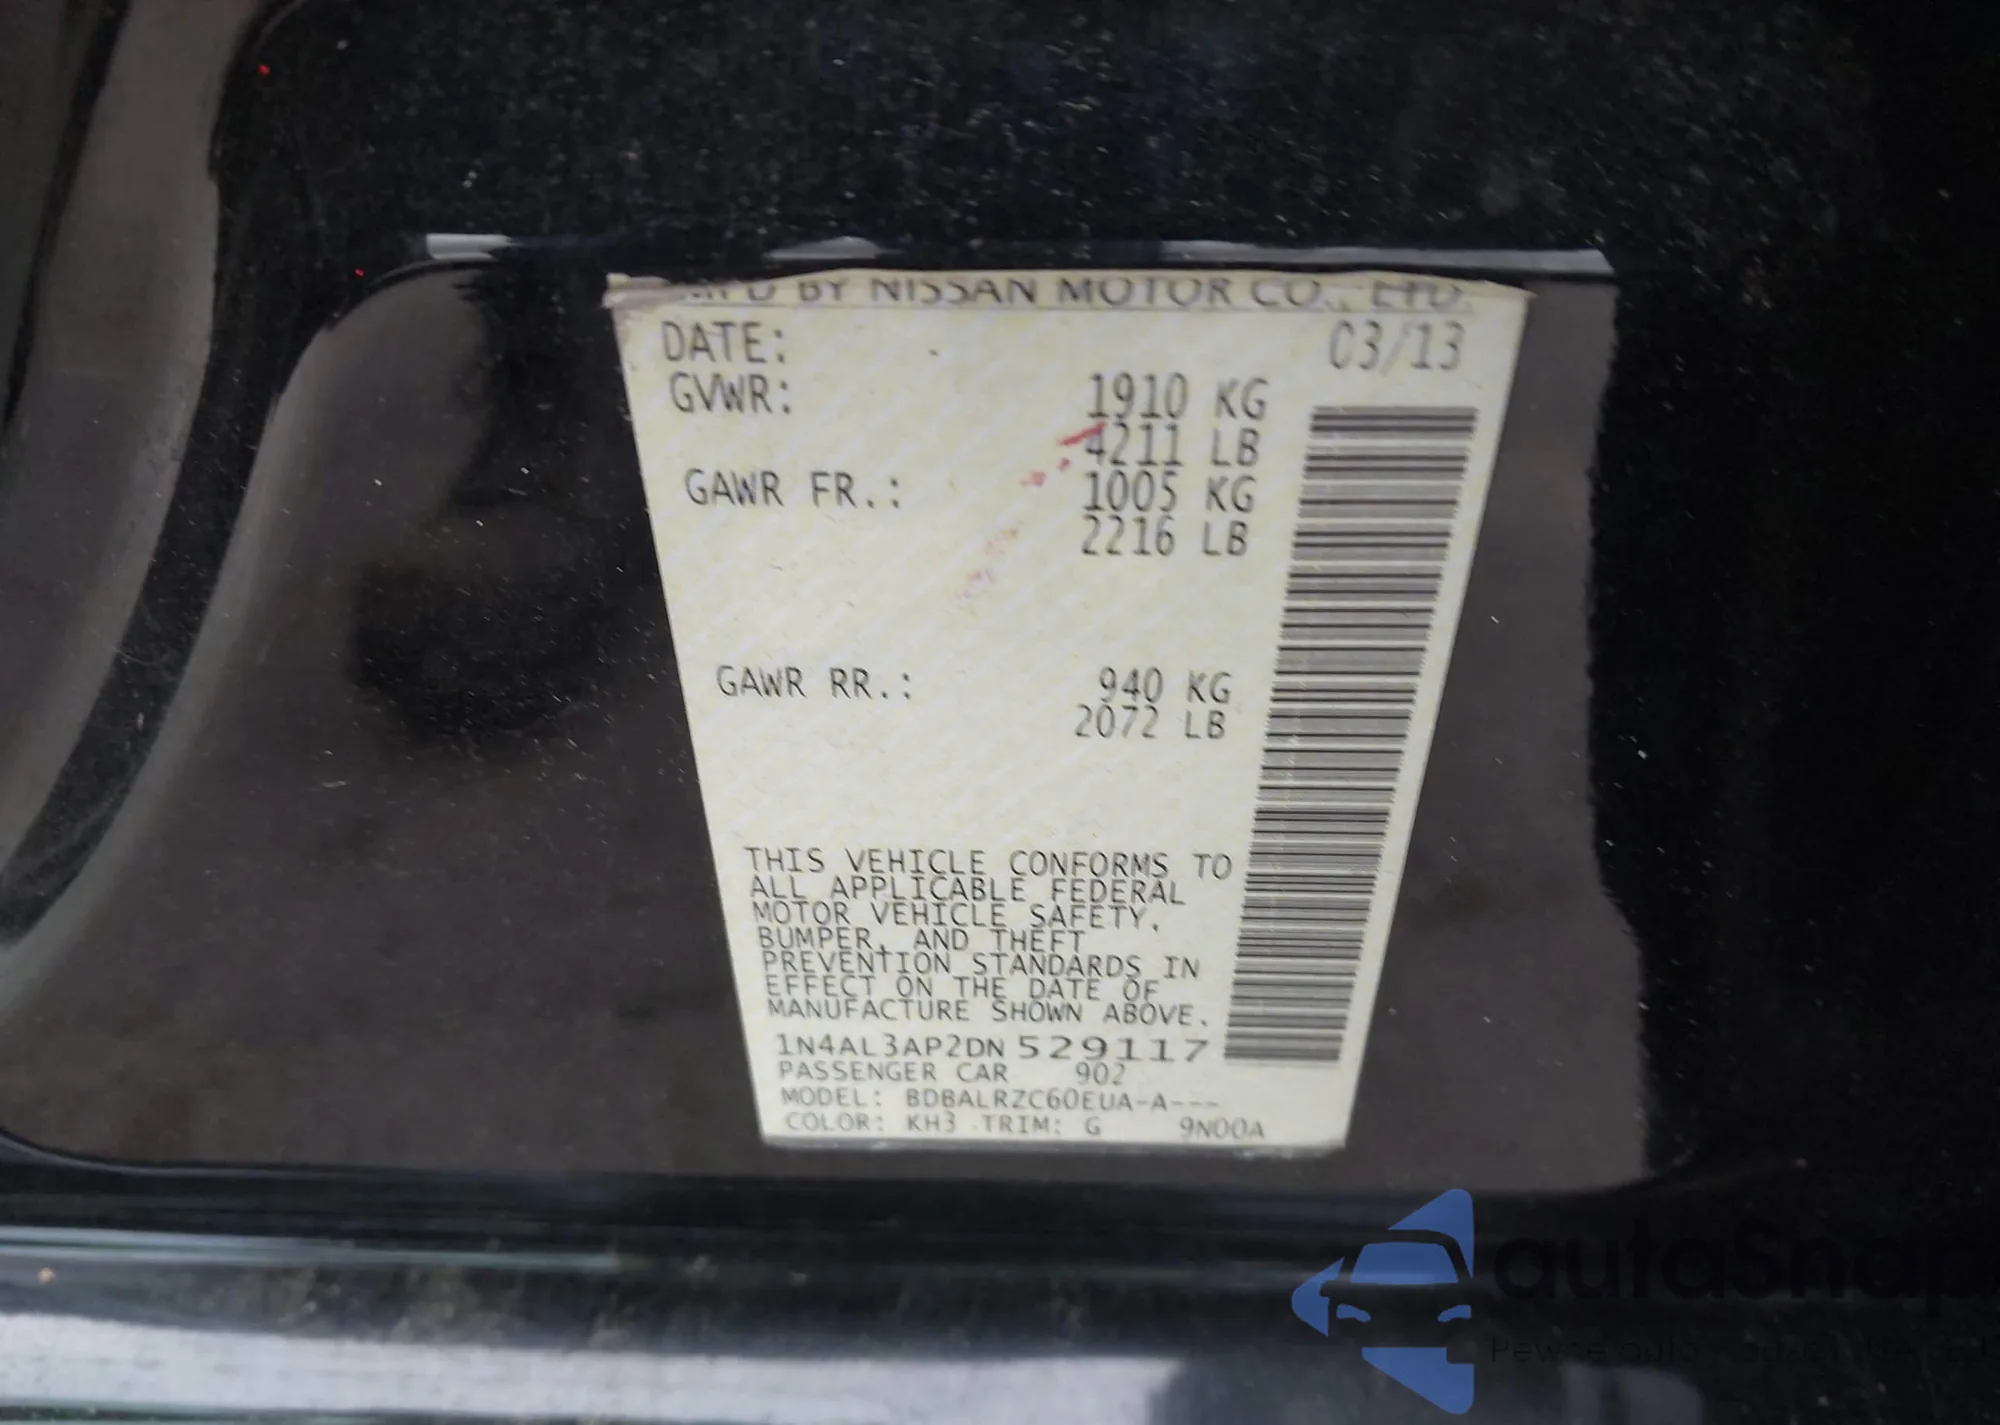 MFD BY NISSAN MOTOR CO., LTD.
DATE: 03/13
GVWR: 1910 KG
4211 LB
GAWR FR.: 1005 KG
2216 LB
GAWR RR.: 940 KG
2072 LB
THIS VEHICLE CONFORMS TO
ALL APPLICABLE FEDERAL
MOTOR VEHICLE SAFETY,
BUMPER, AND THEFT
PREVENTION STANDARDS IN
EFFECT ON THE DATE OF
MANUFACTURE SHOWN ABOVE.
1N4AL3AP2DN 529117
PASSENGER CAR 902
MODEL: BDBALRZC60EUA-A---
COLOR: KH3 TRIM: G 9N00A
autoSnap